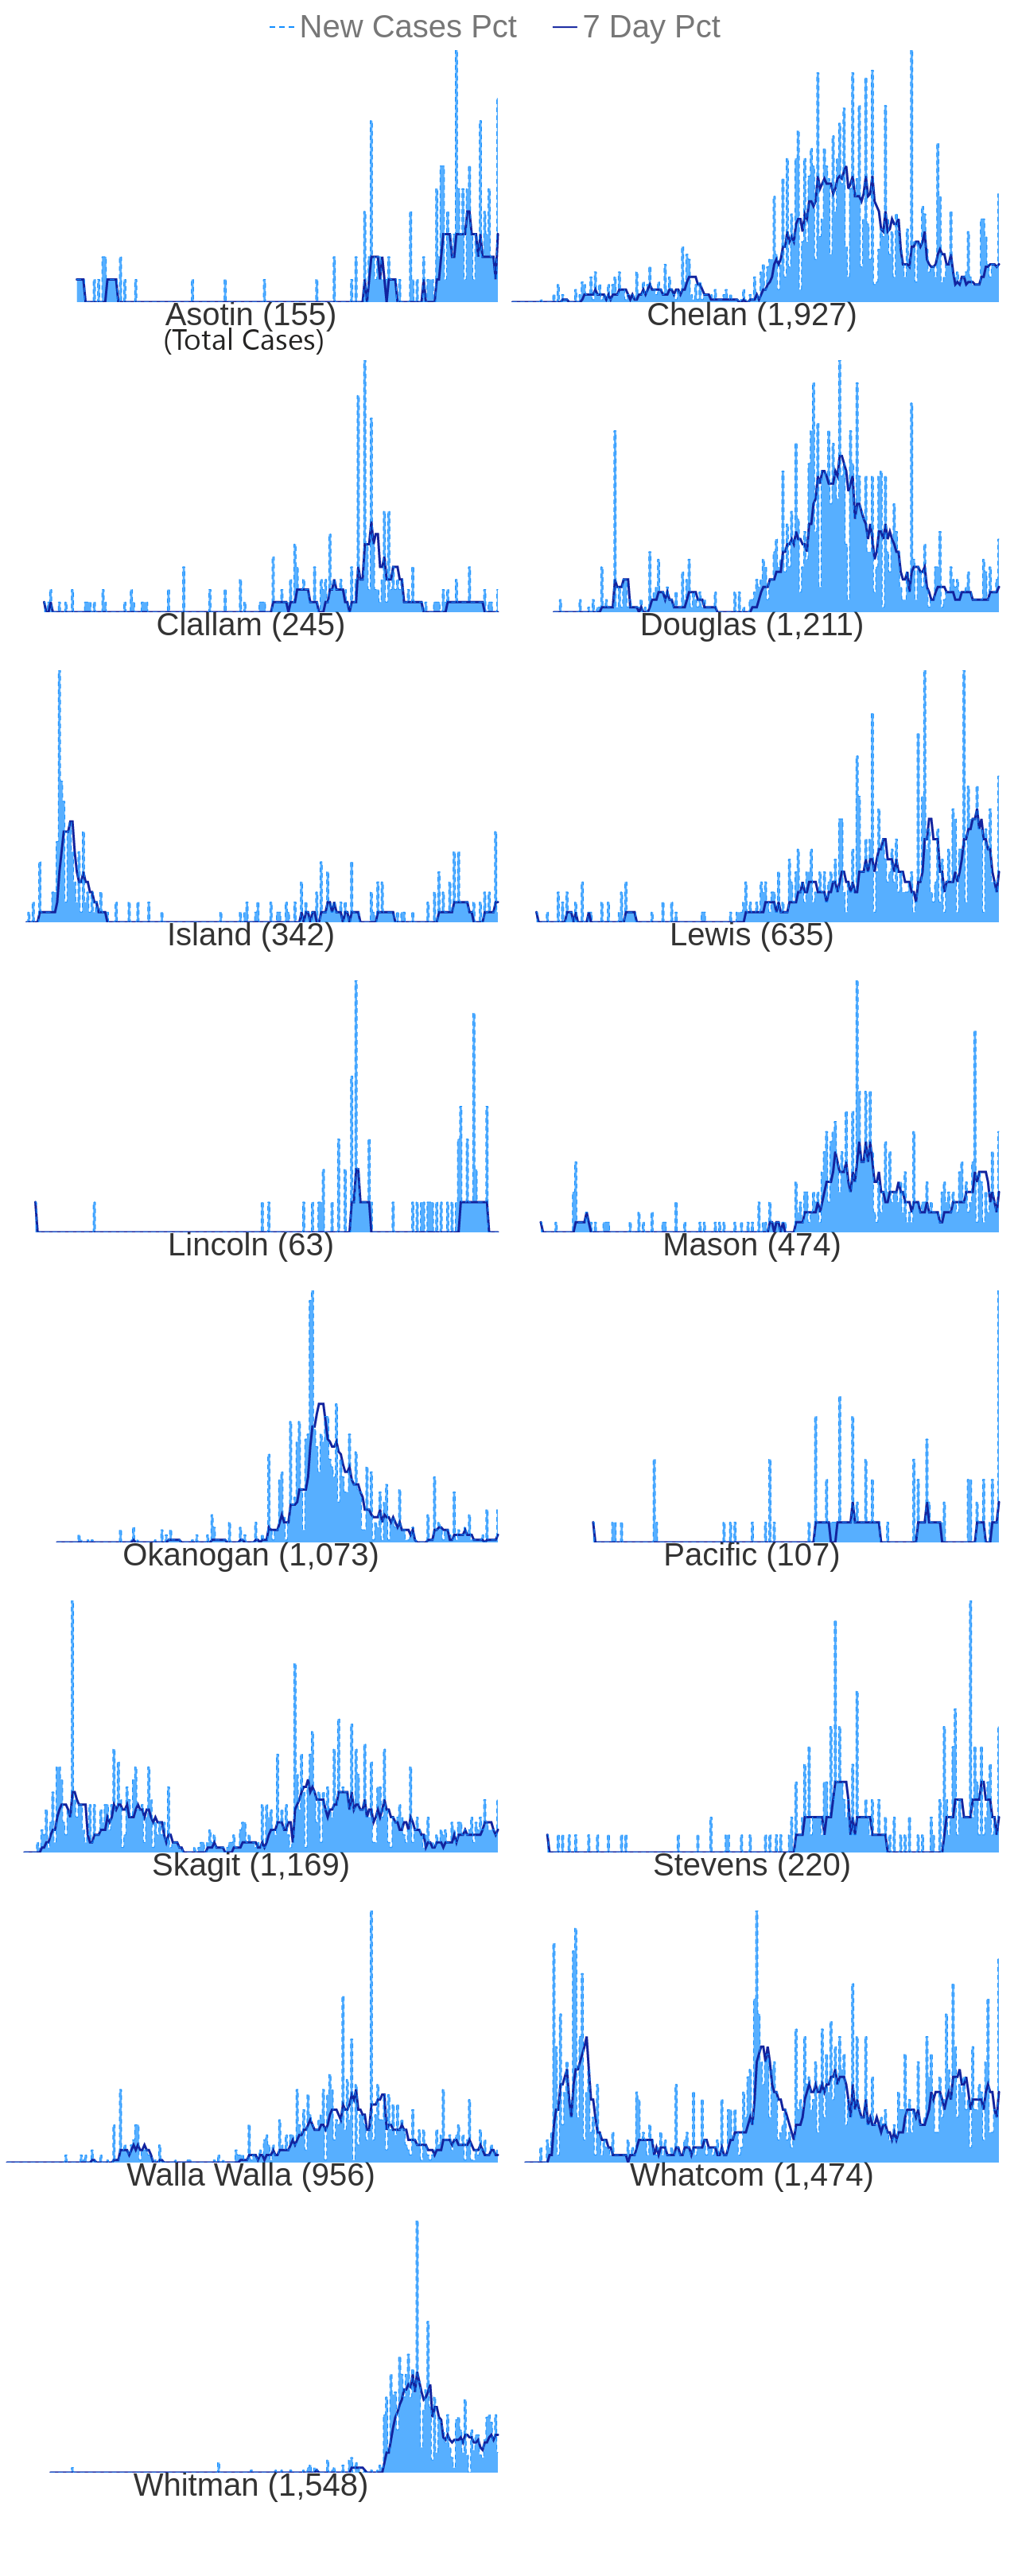 New Cases Pct 7 Day Pct
Asotin (155) Chelan (1,927)
(Total Cases)
Clallam (245) Douglas (1,211)
Island (342) Lewis (635)
Lincoln (63) Mason (474)
Okanogan (1,073) Pacific (107)
Skagit (1,169) Stevens (220)
Walla Walla (956) Whatcom (1,474)
Whitman (1,548)